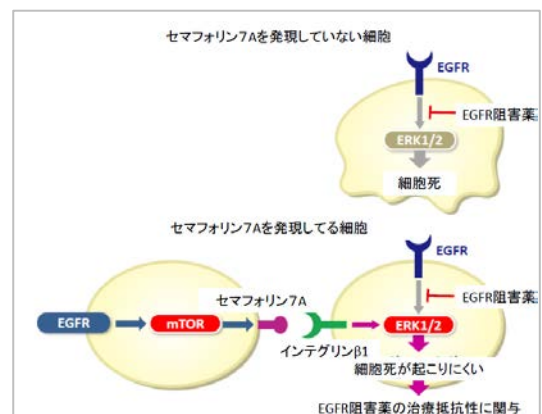 セマフォリン7Aを発現していない細胞
EGFR
EGFR阻害薬
ERK1/2
細胞死
セマフォリン7Aを発現してる細胞
EGFR
セマフォリン7A
EGFR阻害薬
EGFR
mTOR
ERK1/2
インテグリンβ1
細胞死が起こりにくい
EGFR阻害薬の治療抵抗性に関与